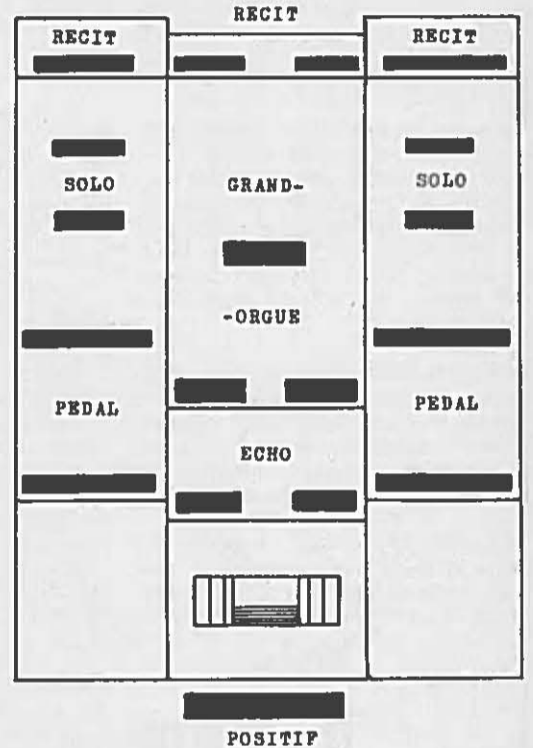 RECIT
RECIT
RECIT
SOLO
GRAND-
SOLO
-ORGUE
PEDAL
PEDAL
ECHO
POSITIF